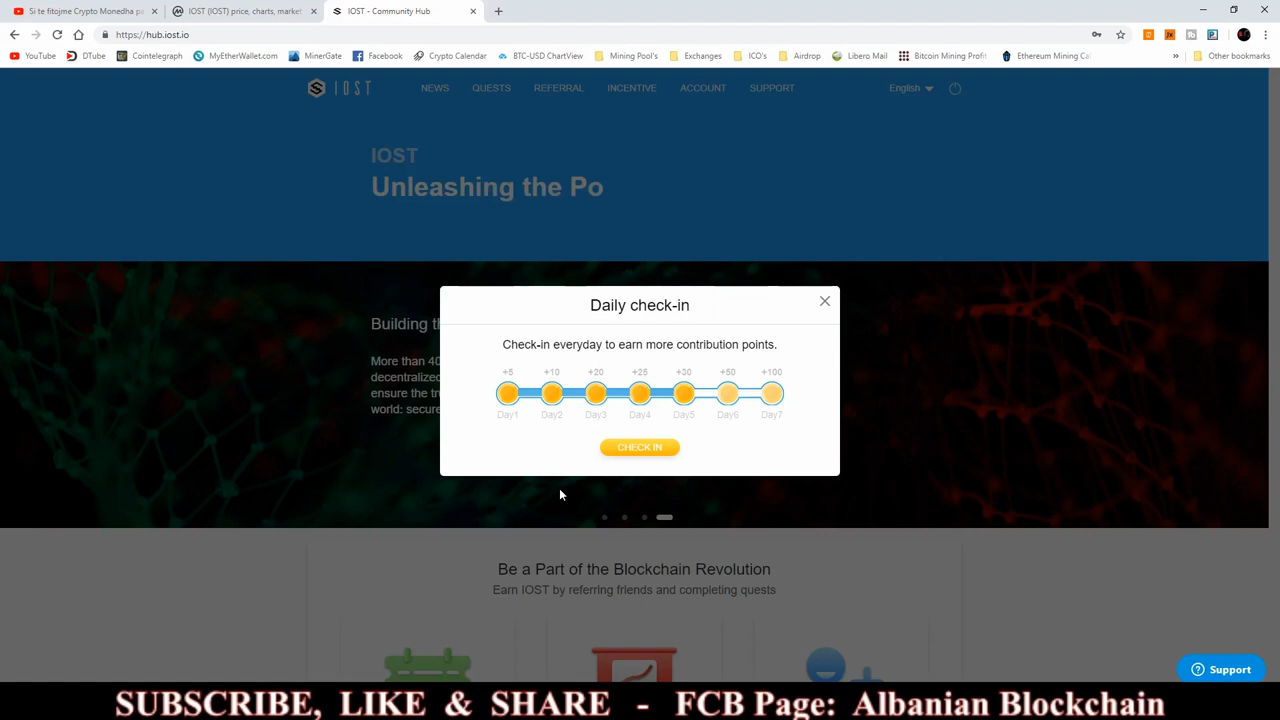 Si te fitojme Crypto Monedha pa
IOST (IOST) price, charts, market
IOST - Community Hub
https://hub.iost.io
YouTube
DTube
Cointelegraph
MyEtherWallet.com
MinerGate
Facebook
Crypto Calendar
BTC-USD ChartView
Mining Pool's
Exchanges
ICO's
Airdrop
Libero Mail
Bitcoin Mining Profit
Ethereum Mining Cal
»
Other bookmarks
IOST
NEWS
QUESTS
REFERRAL
INCENTIVE
ACCOUNT
SUPPORT
English
IOST
Unleashing the Po
Building th
More than 40
decentralized
ensure the tru
world: secure
Daily check-in
Check-in everyday to earn more contribution points.
+5 +10 +20 +25 +30 +50 +100
Day1 Day2 Day3 Day4 Day5 Day6 Day7
CHECK IN
Be a Part of the Blockchain Revolution
Earn IOST by referring friends and completing quests
Support
SUBSCRIBE, LIKE & SHARE - FCB Page: Albanian Blockchain